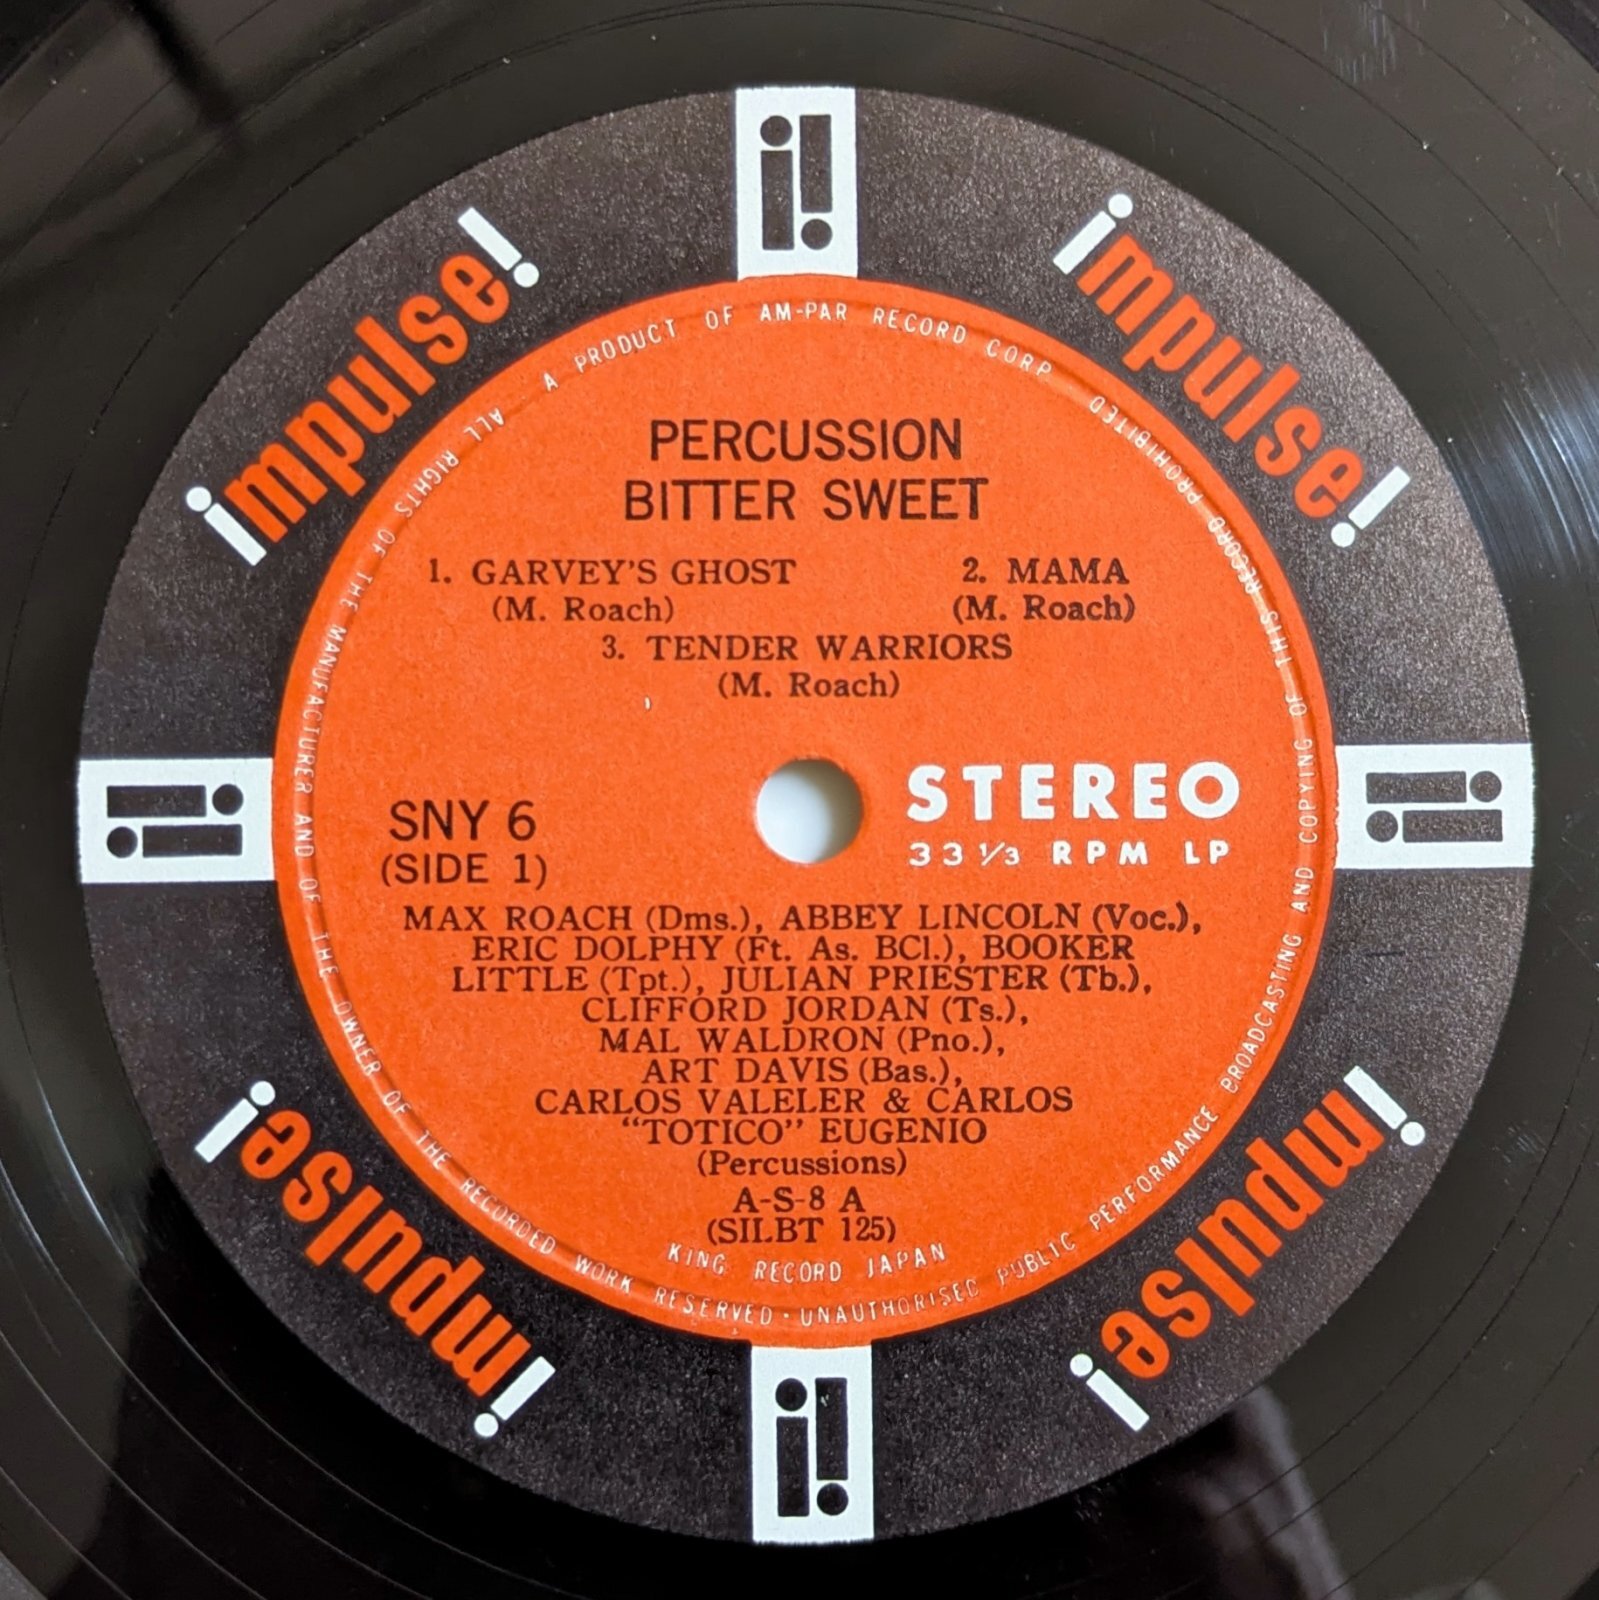 impulse!
impulse!
impulse!
impulse!
A PRODUCT OF AM-PAR RECORD CORP
PERCUSSION
BITTER SWEET
1. GARVEY'S GHOST 2. MAMA
(M. Roach) (M. Roach)
3. TENDER WARRIORS
(M. Roach)
STEREO
33 1/3 RPM LP
SNY 6
(SIDE 1)
MAX ROACH (Dms.), ABBEY LINCOLN (Voc.),
ERIC DOLPHY (Ft. As. BCl.), BOOKER
LITTLE (Tpt.), JULIAN PRIESTER (Tb.),
CLIFFORD JORDAN (Ts.),
MAL WALDRON (Pno.),
ART DAVIS (Bas.),
CARLOS VALELER & CARLOS
"TOTICO" EUGENIO
(Percussions)
A-S-8 A
(SILBT 125)
KING RECORD JAPAN
ALL RIGHTS OF THE MANUFACTURER AND OF THE OWNER OF THE RECORDED WORK RESERVED · UNAUTHORISED PUBLIC PERFORMANCE BROADCASTING AND COPYING OF THIS RECORD PROHIBITED